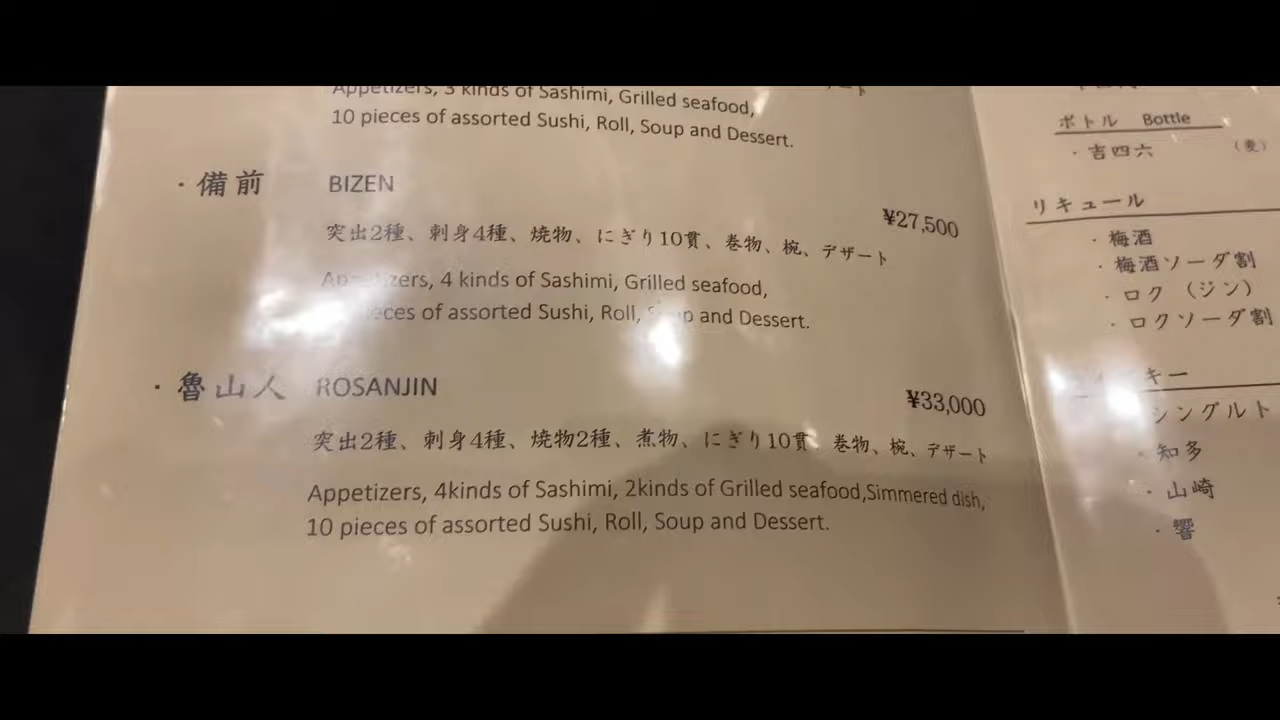 Appetizers, 3 kinds of Sashimi, Grilled seafood,
10 pieces of assorted Sushi, Roll, Soup and Dessert.
・備前 BIZEN
¥27,500
突出2種、刺身4種、焼物、にぎり10貫、巻物、椀、デザート
Appetizers, 4 kinds of Sashimi, Grilled seafood,
pieces of assorted Sushi, Roll, Soup and Dessert.
・魯山人 ROSANJIN
¥33,000
突出2種、刺身4種、焼物2種、煮物、にぎり10貫、巻物、椀、デザート
Appetizers, 4kinds of Sashimi, 2kinds of Grilled seafood,Simmered dish,
10 pieces of assorted Sushi, Roll, Soup and Dessert.
ボトル Bottle
・吉四六 （麦）
リキュール
・梅酒
・梅酒ソーダ割
・ロク（ジン）
・ロクソーダ割
シングルト
・知多
・山崎
・響